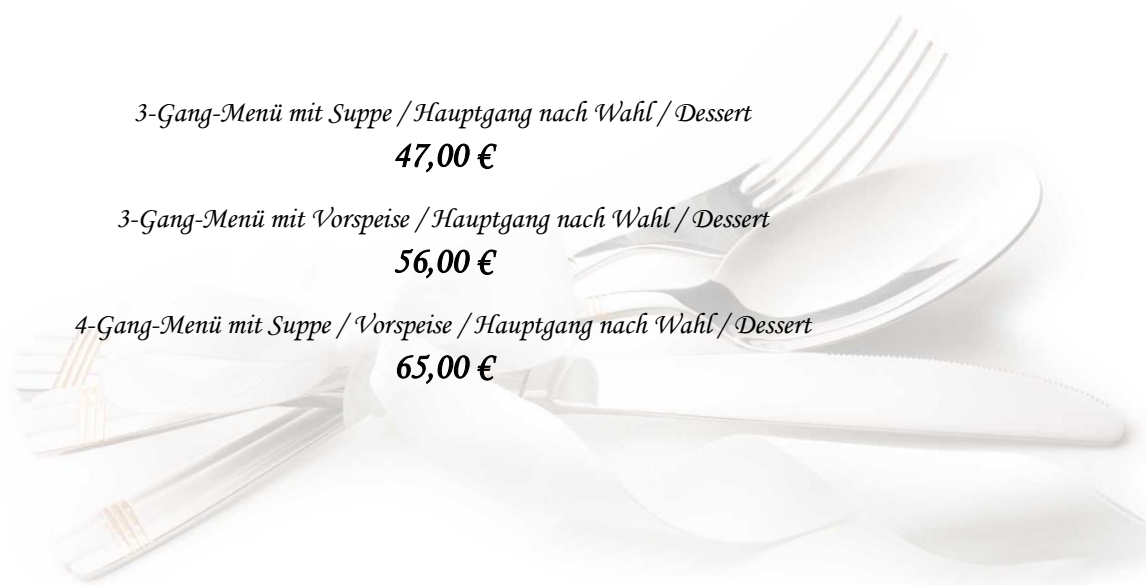 3-Gang-Menü mit Suppe / Hauptgang nach Wahl / Dessert
47,00 €
3-Gang-Menü mit Vorspeise / Hauptgang nach Wahl / Dessert
56,00 €
4-Gang-Menü mit Suppe / Vorspeise / Hauptgang nach Wahl / Dessert
65,00 €